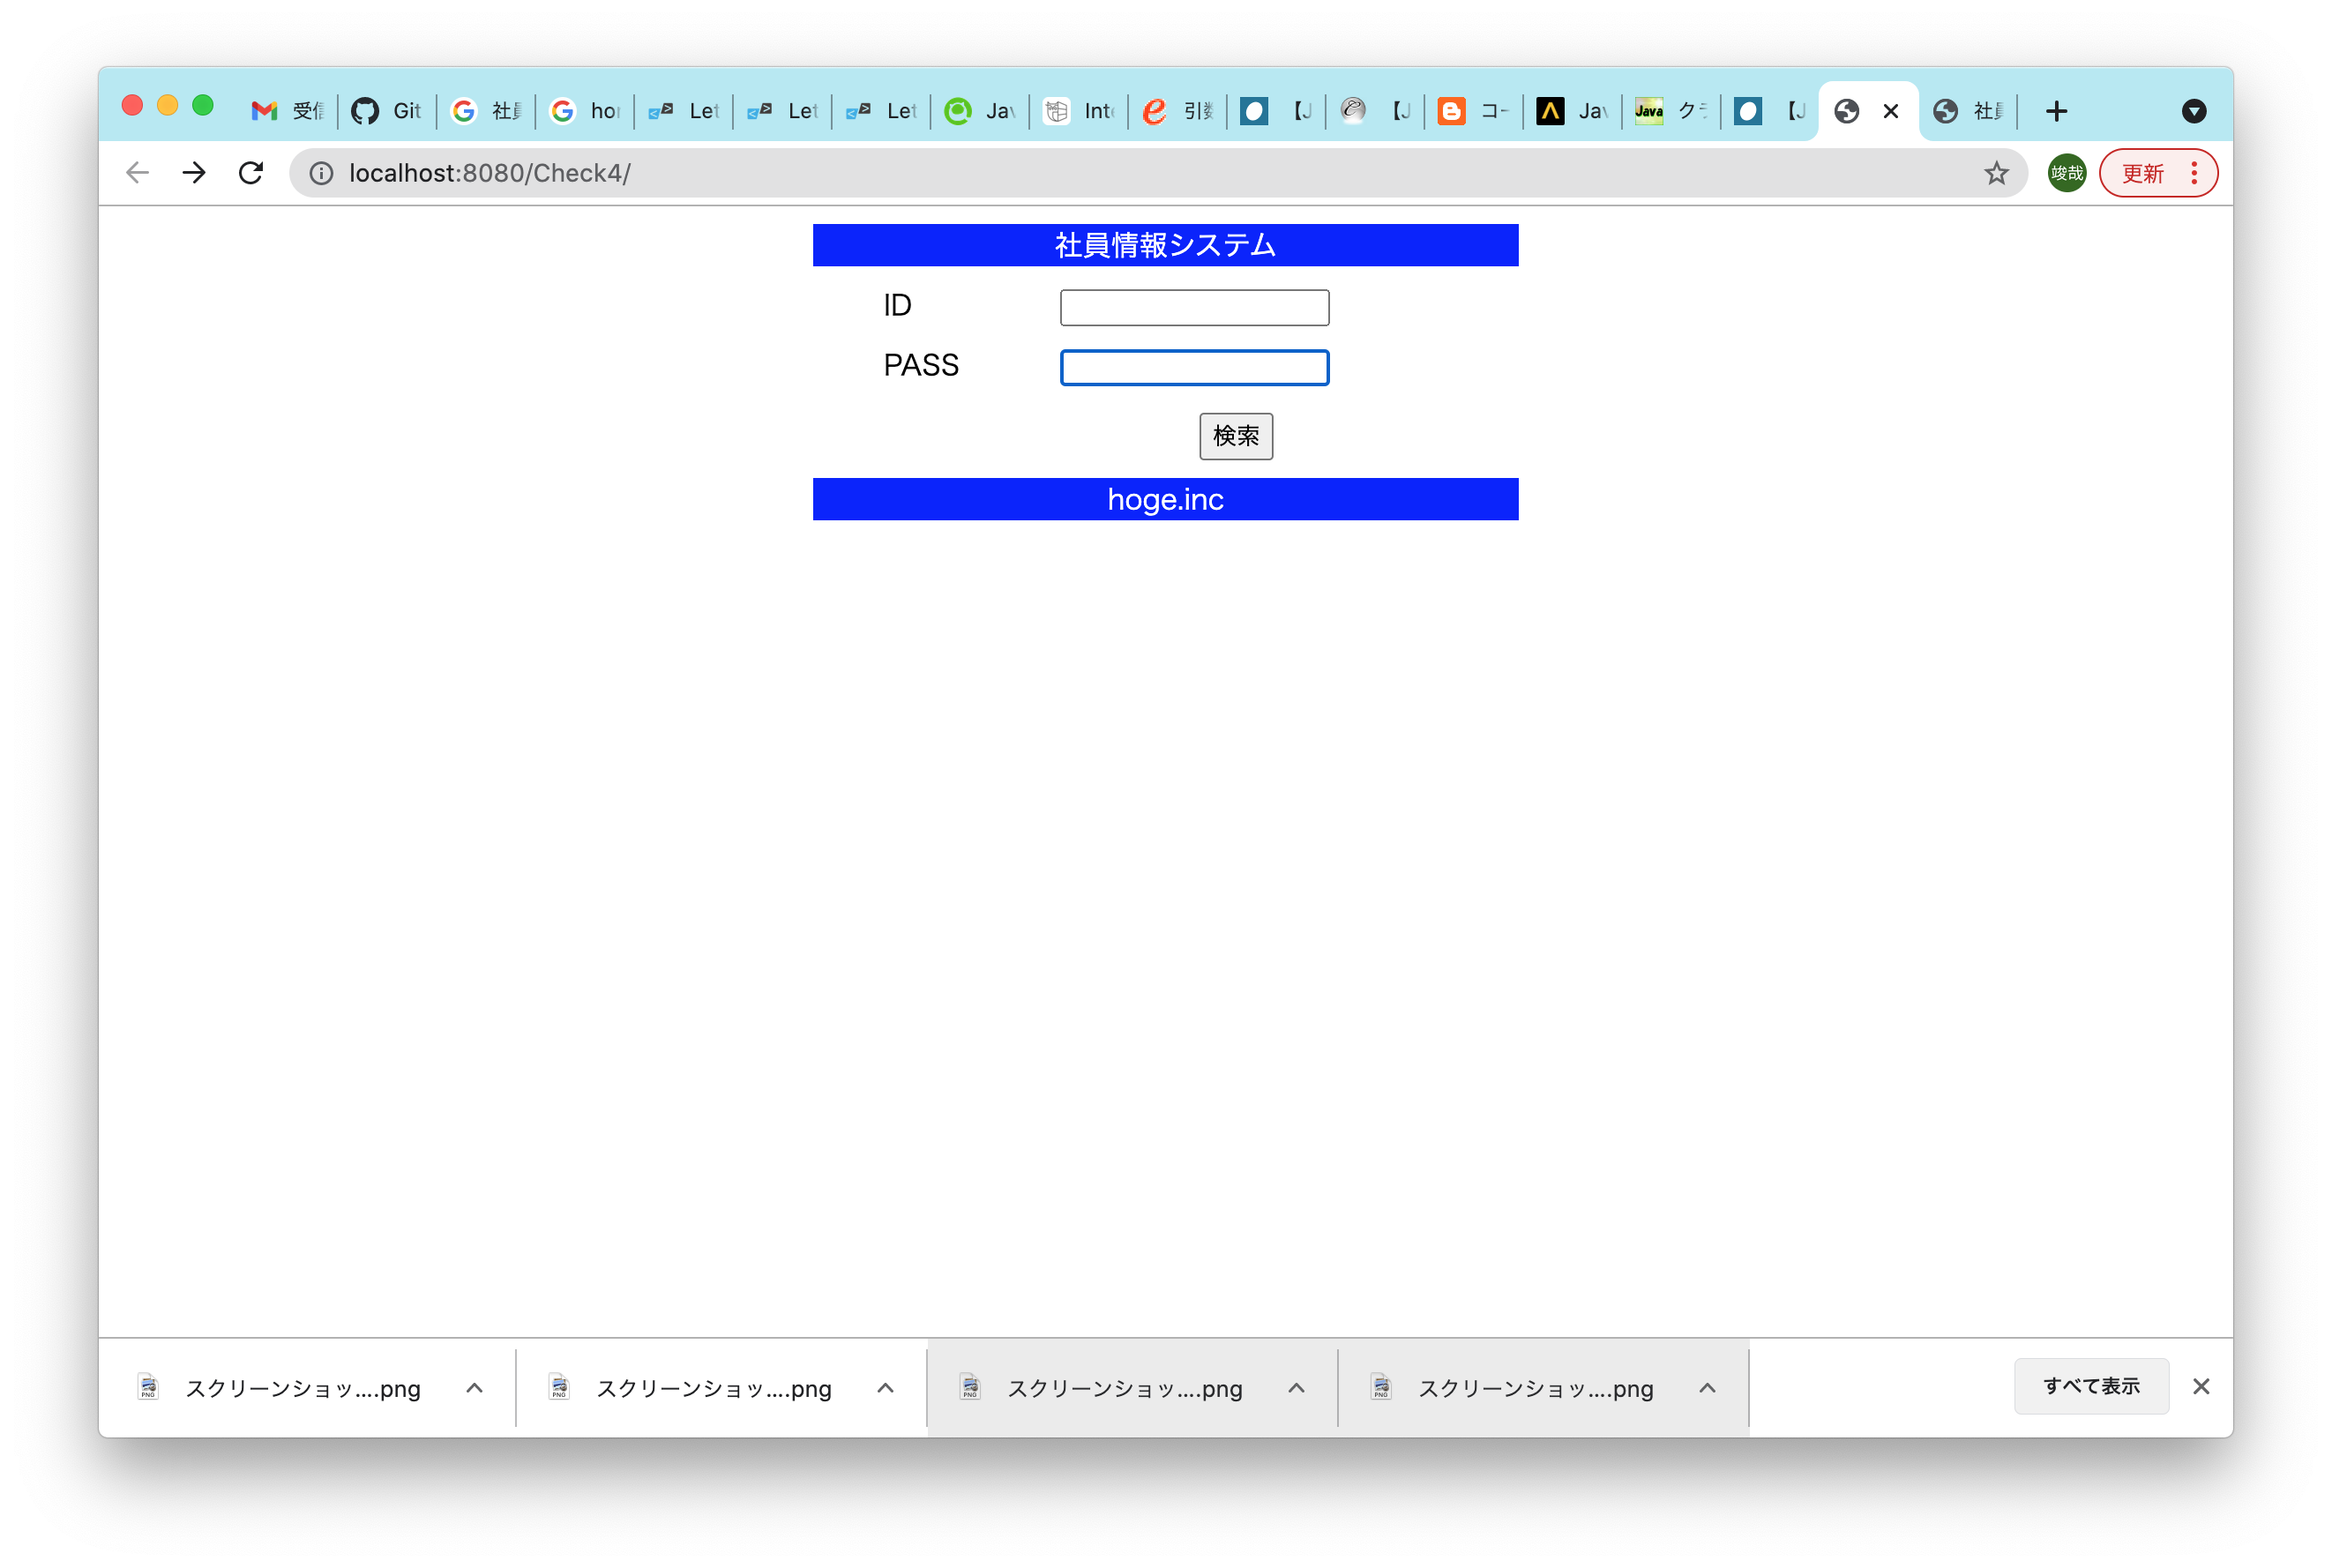 受信 Git 社員 hor Let Let Let Jav Inte 引数 【J 【J コー Jav Java クラ 【J 社員
localhost:8080/Check4/ 竣哉 更新
社員情報システム
ID
PASS
検索
hoge.inc
スクリーンショッ....png スクリーンショッ....png スクリーンショッ....png スクリーンショッ....png すべて表示